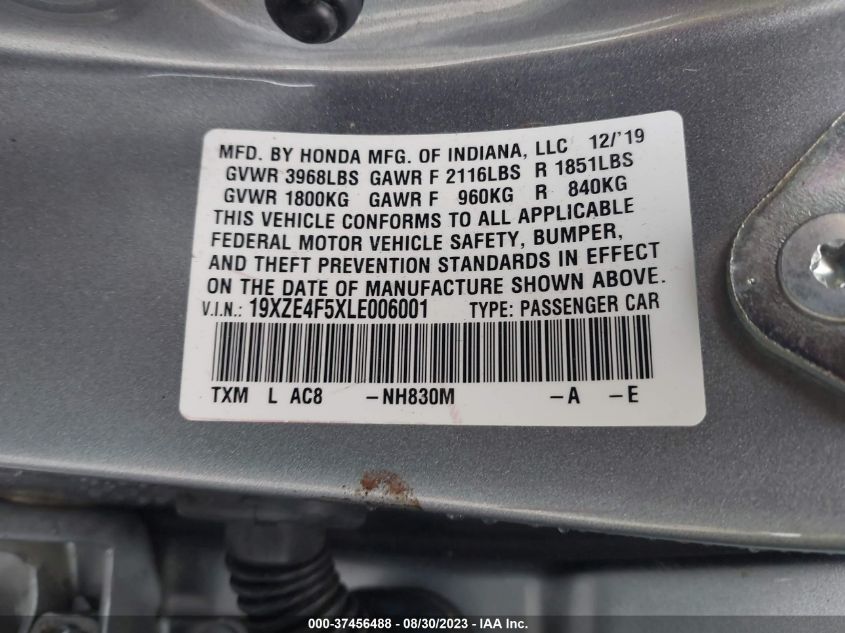 MFD. BY HONDA MFG. OF INDIANA, LLC 12/'19
GVWR 3968LBS GAWR F 2116LBS R 1851LBS
GVWR 1800KG GAWR F 960KG R 840KG
THIS VEHICLE CONFORMS TO ALL APPLICABLE
FEDERAL MOTOR VEHICLE SAFETY, BUMPER,
AND THEFT PREVENTION STANDARDS IN EFFECT
ON THE DATE OF MANUFACTURE SHOWN ABOVE.
V.I.N.: 19XZE4F5XLE006001 TYPE: PASSENGER CAR
TXM L AC8 -NH830M -A -E
000-37456488 - 08/30/2023 - IAA Inc.